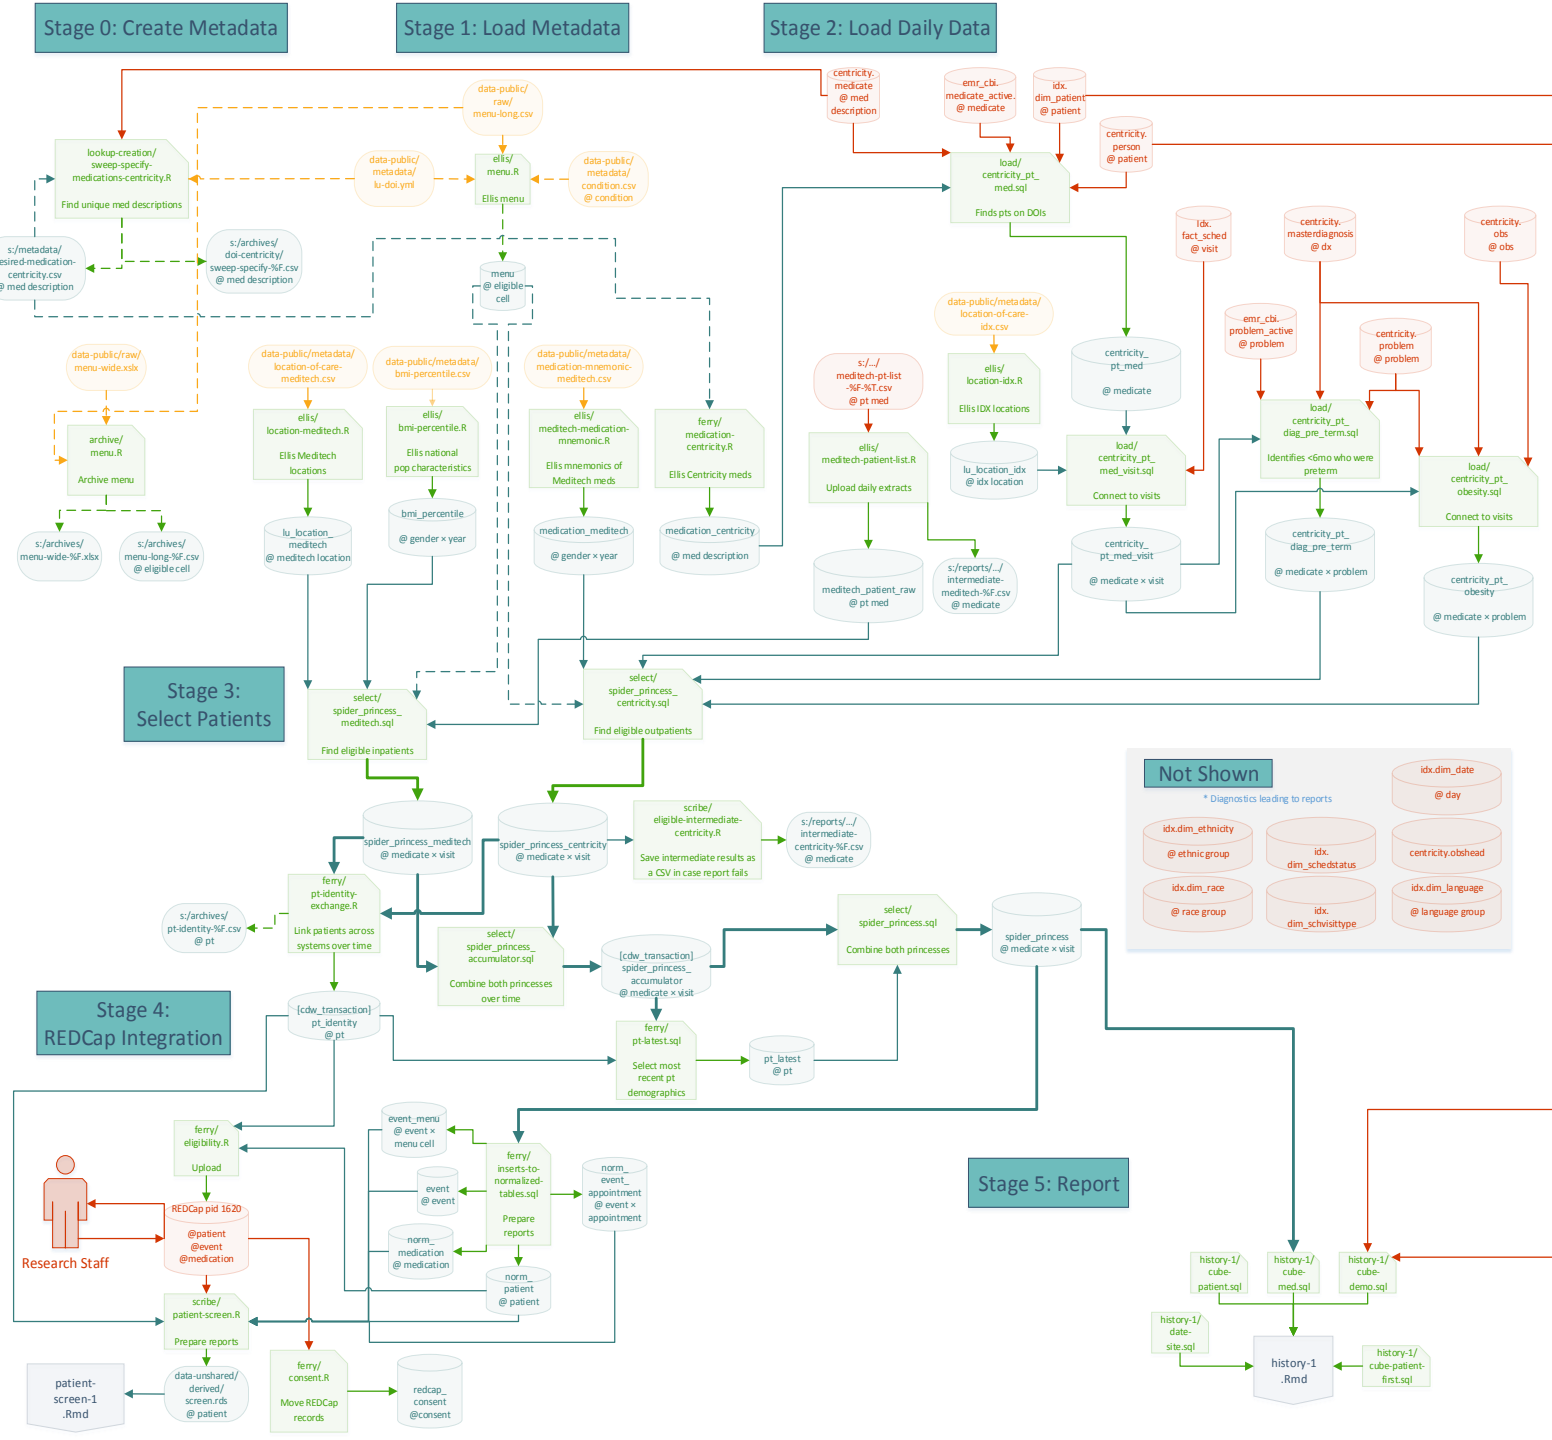 Stage 0: Create Metadata
Stage 1: Load Metadata
Stage 2: Load Daily Data
centricity.
medicate
@ med
description
emr_cbi.
medicate_active.
@ medicate
idx.
dim_patient
@ patient
centricity.
person
@ patient
data-public/
raw/
menu-long.csv
lookup-creation/
sweep-specify-
medications-centricity.R
Find unique med descriptions
data-public/
metadata/
lu-doi.yml
ellis/
menu.R
Ellis menu
data-public/
metadata/
condition.csv
@ condition
load/
centricity_pt_
med.sql
Finds pts on DOIs
s:/metadata/
esired-medication-
centricity.csv
@ med description
s:/archives/
doi-centricity/
sweep-specify-%F.csv
@ med description
menu
@ eligible
cell
Idx.
fact_sched
@ visit
centricity.
masterdiagnosis
@ dx
centricity.
obs
@ obs
data-public/metadata/
location-of-care-
idx.csv
emr_cbi.
problem_active
@ problem
centricity.
problem
@ problem
data-public/raw/
menu-wide.xslx
data-public/metadata/
location-of-care-
meditech.csv
data-public/metadata/
bmi-percentile.csv
data-public/metadata/
medication-mnemonic-
meditech.csv
s:/.../
meditech-pt-list
-%F-%T.csv
@ pt med
ellis/
location-idx.R
Ellis IDX locations
centricity_
pt_med
@ medicate
archive/
menu.R
Archive menu
ellis/
location-meditech.R
Ellis Meditech
locations
ellis/
bmi-percentile.R
Ellis national
pop characteristics
ellis/
meditech-medication-
mnemonic.R
Ellis mnemonics of
Meditech meds
ferry/
medication-
centricity.R
Ellis Centricity meds
ellis/
meditech-patient-list.R
Upload daily extracts
lu_location_idx
@ idx location
load/
centricity_pt_
med_visit.sql
Connect to visits
load/
centricity_pt_
diag_pre_term.sql
Identifies <6mo who were
preterm
load/
centricity_pt_
obesity.sql
Connect to visits
s:/archives/
menu-wide-%F.xlsx
s:/archives/
menu-long-%F.csv
@ eligible cell
lu_location_
meditech
@ meditech location
bmi_percentile
@ gender × year
medication_meditech
@ gender × year
medication_centricity
@ med description
meditech_patient_raw
@ pt med
s:/reports/.../
intermediate-
meditech-%F.csv
@ medicate
centricity_
pt_med_visit
@ medicate × visit
centricity_pt_
diag_pre_term
@ medicate × problem
centricity_pt_
obesity
@ medicate × problem
Stage 3:
Select Patients
select/
spider_princess_
meditech.sql
Find eligible inpatients
select/
spider_princess_
centricity.sql
Find eligible outpatients
Not Shown
* Diagnostics leading to reports
idx.dim_date
@ day
idx.dim_ethnicity
@ ethnic group
idx.
dim_schedstatus
centricity.obshead
idx.dim_race
@ race group
idx.
dim_schvisittype
idx.dim_language
@ language group
spider_princess_meditech
@ medicate × visit
spider_princess_centricity
@ medicate × visit
scribe/
eligible-intermediate-
centricity.R
Save intermediate results as
a CSV in case report fails
s:/reports/.../
intermediate-
centricity-%F.csv
@ medicate
s:/archives/
pt-identity-%F.csv
@ pt
ferry/
pt-identity-
exchange.R
Link patients across
systems over time
select/
spider_princess_
accumulator.sql
Combine both princesses
over time
[cdw_transaction]
spider_princess_
accumulator
@ medicate × visit
select/
spider_princess.sql
Combine both princesses
spider_princess
@ medicate × visit
Stage 4:
REDCap Integration
[cdw_transaction]
pt_identity
@ pt
ferry/
pt-latest.sql
Select most
recent pt
demographics
pt_latest
@ pt
ferry/
eligibility.R
Upload
event_menu
@ event ×
menu cell
event
@ event
norm_
medication
@ medication
ferry/
inserts-to-
normalized-
tables.sql
Prepare
reports
norm_
event_
appointment
@ event ×
appointment
norm_
patient
@ patient
Research Staff
REDCap pid 1620
@patient
@event
@medication
scribe/
patient-screen.R
Prepare reports
patient-
screen-1
.Rmd
data-unshared/
derived/
screen.rds
@ patient
ferry/
consent.R
Move REDCap
records
redcap_
consent
@consent
Stage 5: Report
history-1/
cube-
patient.sql
history-1/
cube-
med.sql
history-1/
cube-
demo.sql
history-1/
date-
site.sql
history-1
.Rmd
history-1/
cube-patient-
first.sql